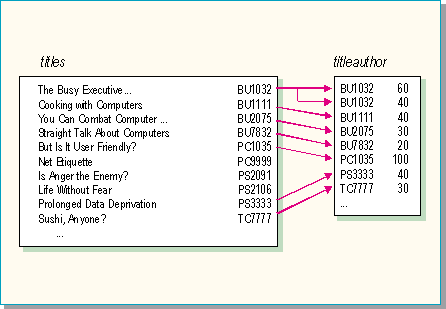 titles
titleauthor
The Busy Executive... BU1032
Cooking with Computers BU1111
You Can Combat Computer ... BU2075
Straight Talk About Computers BU7832
But Is It User Friendly? PC1035
Net Etiquette PC9999
Is Anger the Enemy? PS2091
Life Without Fear PS2106
Prolonged Data Deprivation PS3333
Sushi, Anyone? TC7777
...
BU1032 60
BU1032 40
BU1111 40
BU2075 30
BU7832 20
PC1035 100
PS3333 40
TC7777 30
...